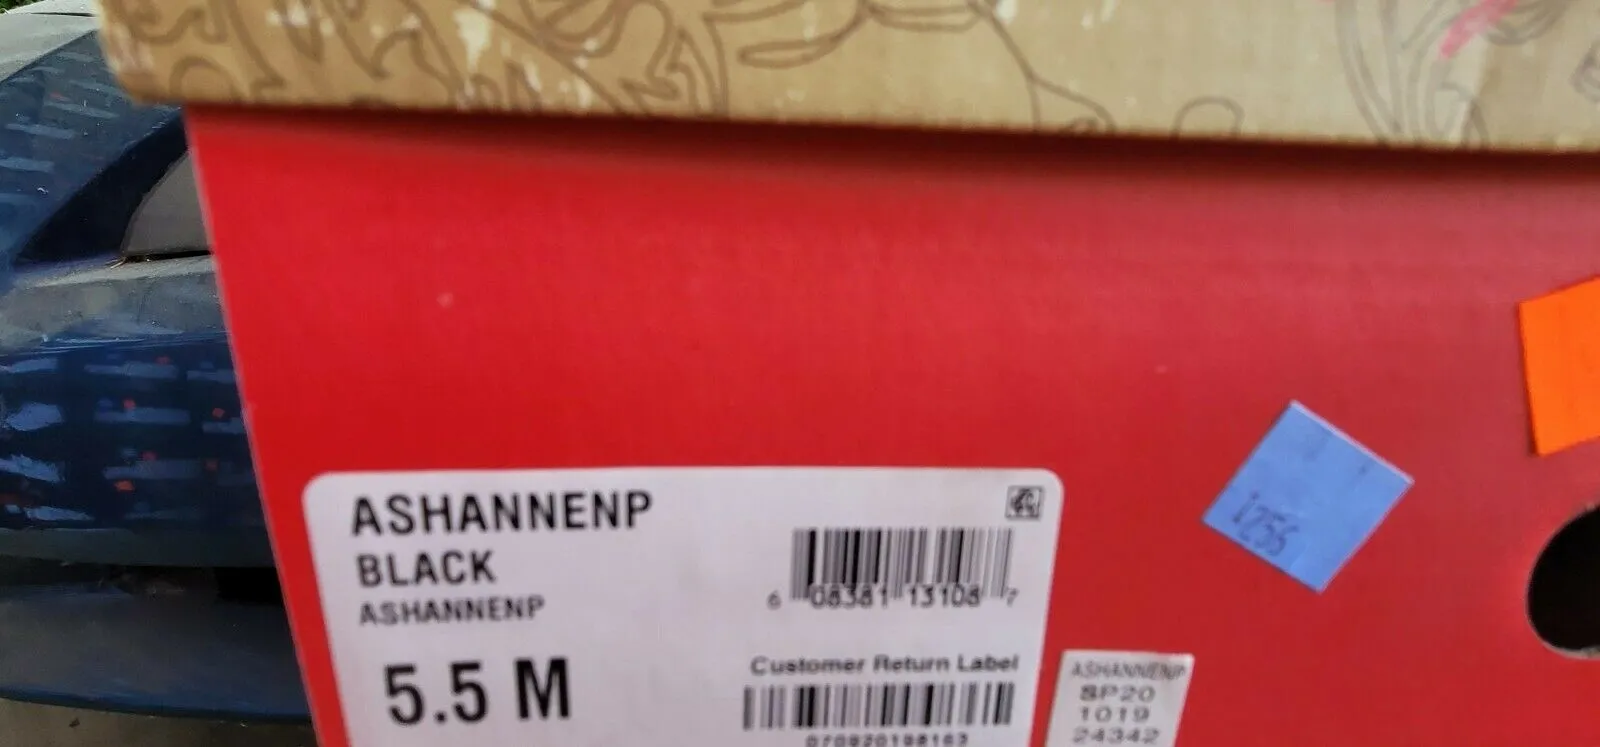 ASHANNENP
BLACK
ASHANNENP
5.5 M
6 08381 13108 7
Customer Return Label
070920198163
ASHANNENP
SP20
1019
24342
1256